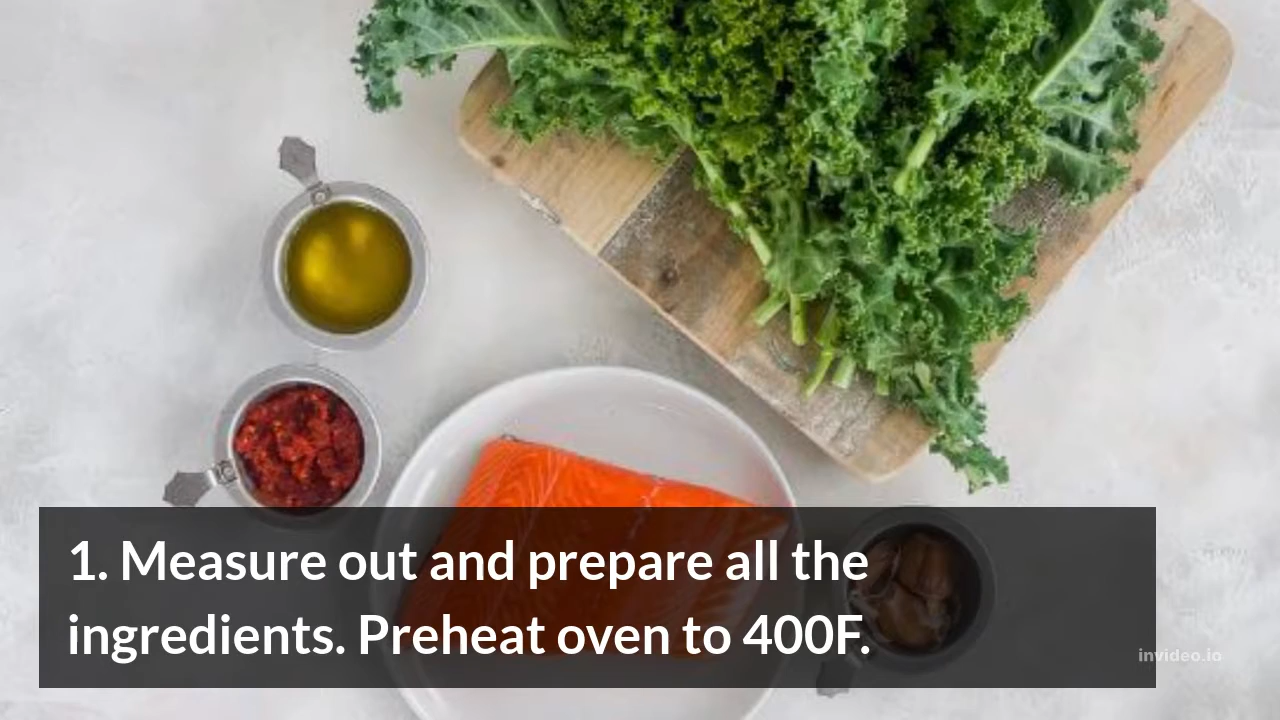 1. Measure out and prepare all the
ingredients. Preheat oven to 400F.
invideo.io